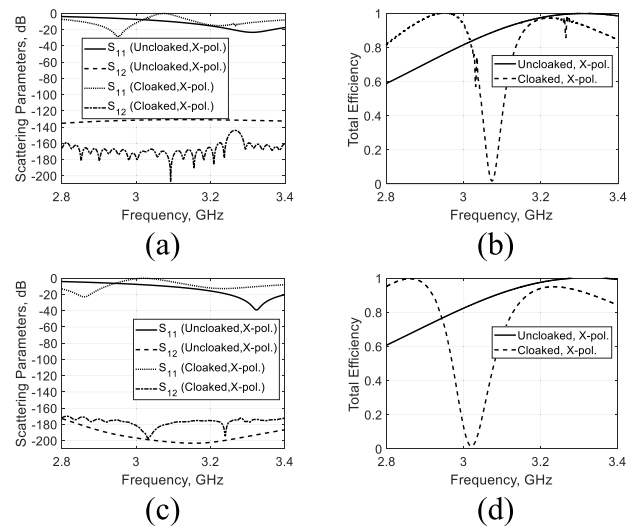 0
-20
-40
-60
-80
-100
-120
-140
-160
-180
-200
Scattering Parameters, dB
S11 (Uncloaked,X-pol.)
S12 (Uncloaked,X-pol.)
S11 (Cloaked,X-pol.)
S12 (Cloaked,X-pol.)
2.8 3 3.2 3.4
Frequency, GHz
(a)
1
0.8
0.6
0.4
0.2
0
Total Efficiency
Uncloaked, X-pol.
Cloaked, X-pol.
2.8 3 3.2 3.4
Frequency, GHz
(b)
0
-20
-40
-60
-80
-100
-120
-140
-160
-180
-200
Scattering Parameters, dB
S11 (Uncloaked,X-pol.)
S12 (Uncloaked,X-pol.)
S11 (Cloaked,X-pol.)
S12 (Cloaked,X-pol.)
2.8 3 3.2 3.4
Frequency, GHz
(c)
1
0.8
0.6
0.4
0.2
0
Total Efficiency
Uncloaked, X-pol.
Cloaked, X-pol.
2.8 3 3.2 3.4
Frequency, GHz
(d)